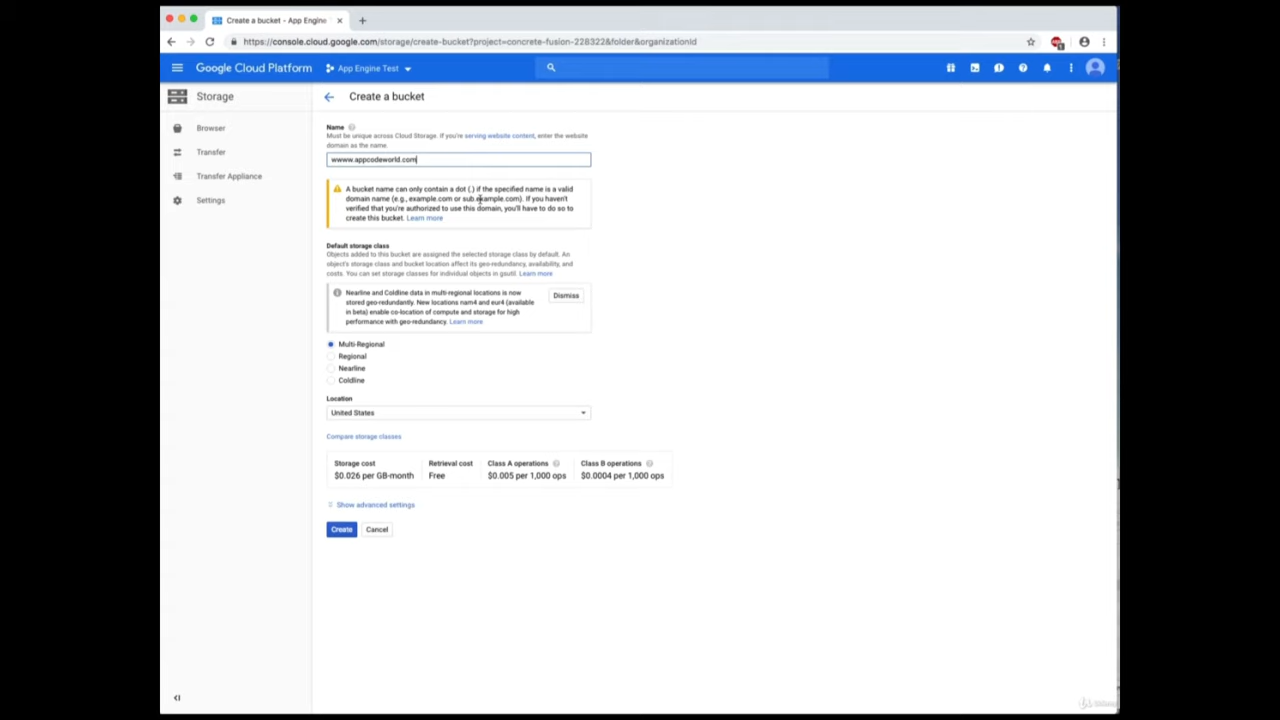 Create a bucket - App Engine
https://console.cloud.google.com/storage/create-bucket?project=concrete-fusion-228322&folder&organizationId
Google Cloud Platform
App Engine Test
Storage
Create a bucket
Browser
Transfer
Transfer Appliance
Settings
Name
Must be unique across Cloud Storage. If you're serving website content, enter the website
domain as the name.
wwww.appcodeworld.com
A bucket name can only contain a dot (.) if the specified name is a valid
domain name (e.g., example.com or sub.example.com). If you haven't
verified that you're authorized to use this domain, you'll have to do so to
create this bucket. Learn more
Default storage class
Objects added to this bucket are assigned the selected storage class by default. An
object's storage class and bucket location affect its geo-redundancy, availability, and
costs. You can set storage classes for individual objects in gsutil. Learn more
Nearline and Coldline data in multi-regional locations is now
stored geo-redundantly. New locations nam4 and eur4 (available
in beta) enable co-location of compute and storage for high
performance with geo-redundancy. Learn more
Dismiss
Multi-Regional
Regional
Nearline
Coldline
Location
United States
Compare storage classes
Storage cost
$0.026 per GB-month
Retrieval cost
Free
Class A operations
$0.005 per 1,000 ops
Class B operations
$0.0004 per 1,000 ops
Show advanced settings
Create
Cancel